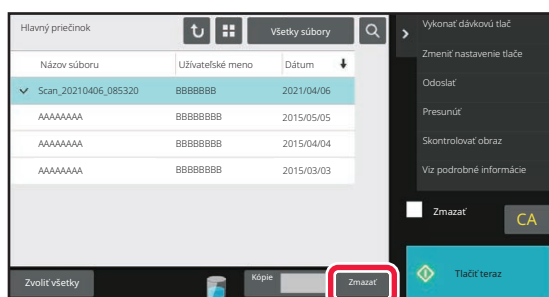 Hlavný priečinok
Všetky súbory
Názov súboru Užívateľské meno Dátum
Scan_20210406_085320 BBBBBBB 2021/04/06
AAAAAAAA BBBBBBBB 2015/05/05
AAAAAAAA BBBBBBBB 2015/04/04
AAAAAAAA BBBBBBBB 2015/03/03
Zvoliť všetky
Kópie
Zmazať
Vykonať dávkovú tlač
Zmeniť nastavenie tlače
Odoslať
Presunúť
Skontrolovať obraz
Viz podrobné informácie
Zmazať
CA
Tlačiť teraz